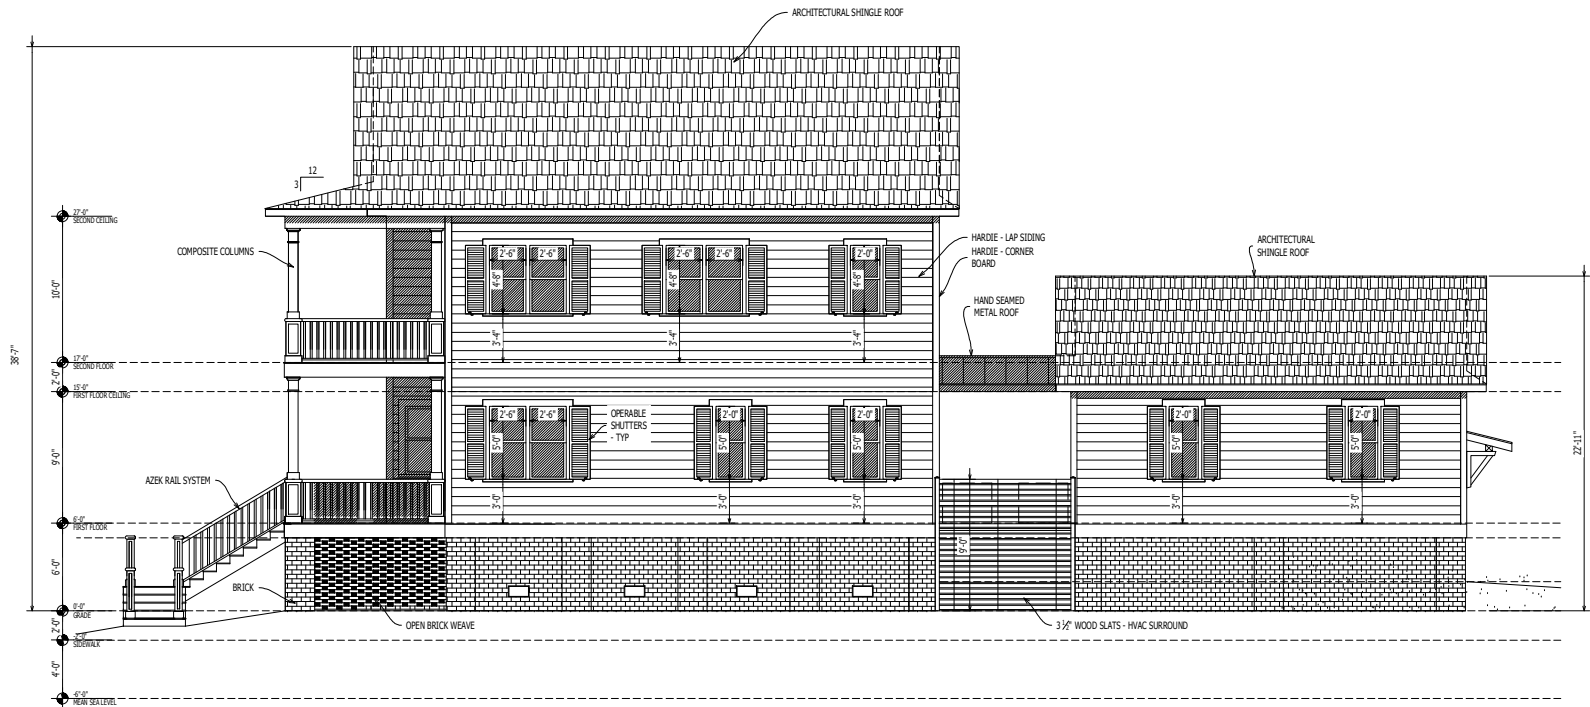 ARCHITECTURAL SHINGLE ROOF
12
3
27'-0"
SECOND CEILING
COMPOSITE COLUMNS
HARDIE - LAP SIDING
HARDIE - CORNER
BOARD
ARCHITECTURAL
SHINGLE ROOF
2'-6"
2'-6"
2'-6"
2'-6"
2'-0"
4'-8"
4'-8"
4'-8"
10'-0"
HAND SEAMED
METAL ROOF
3'-4"
3'-4"
3'-4"
38'-7"
17'-0"
SECOND FLOOR
2'-0"
15'-0"
FIRST FLOOR CEILING
2'-6"
2'-6"
OPERABLE
SHUTTERS
- TYP
2'-0"
2'-0"
2'-0"
2'-0"
5'-0"
5'-0"
5'-0"
5'-0"
5'-0"
22'-11"
9'-0"
AZEK RAIL SYSTEM
3'-0"
3'-0"
3'-0"
3'-0"
3'-0"
6'-0"
FIRST FLOOR
9'-0"
6'-0"
BRICK
0'-0"
GRADE
OPEN BRICK WEAVE
3 ½" WOOD SLATS - HVAC SURROUND
2'-0"
-2'-0"
SIDEWALK
4'-0"
-6'-0"
MEAN SEA LEVEL